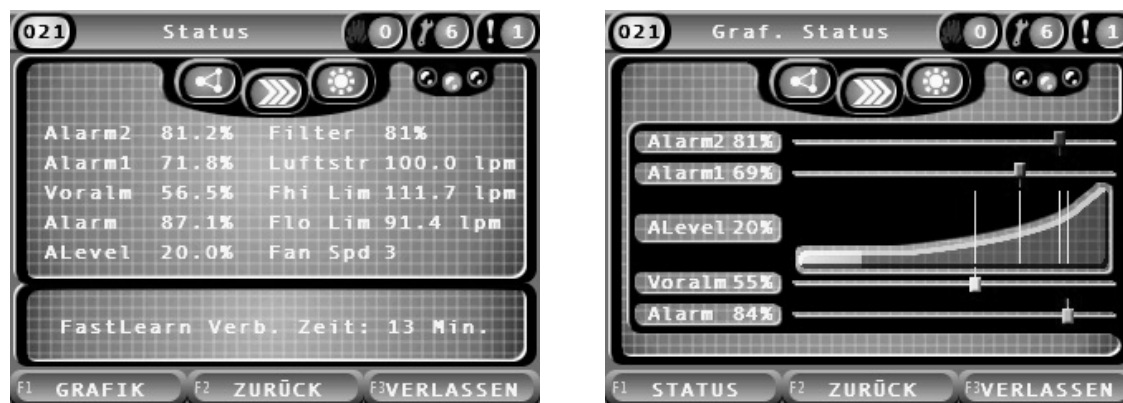 021 Status 0 6 ! 1
Alarm2 81.2% Filter 81%
Alarm1 71.8% Luftstr 100.0 lpm
Voralm 56.5% Fhi Lim 111.7 lpm
Alarm 87.1% Flo Lim 91.4 lpm
ALevel 20.0% Fan Spd 3
FastLearn Verb. Zeit: 13 Min.
F1 GRAFIK F2 ZURÜCK F3 VERLASSEN
021 Graf. Status 0 6 ! 1
Alarm2 81%
Alarm1 69%
ALevel 20%
Voralm 55%
Alarm 84%
F1 STATUS F2 ZURÜCK F3 VERLASSEN